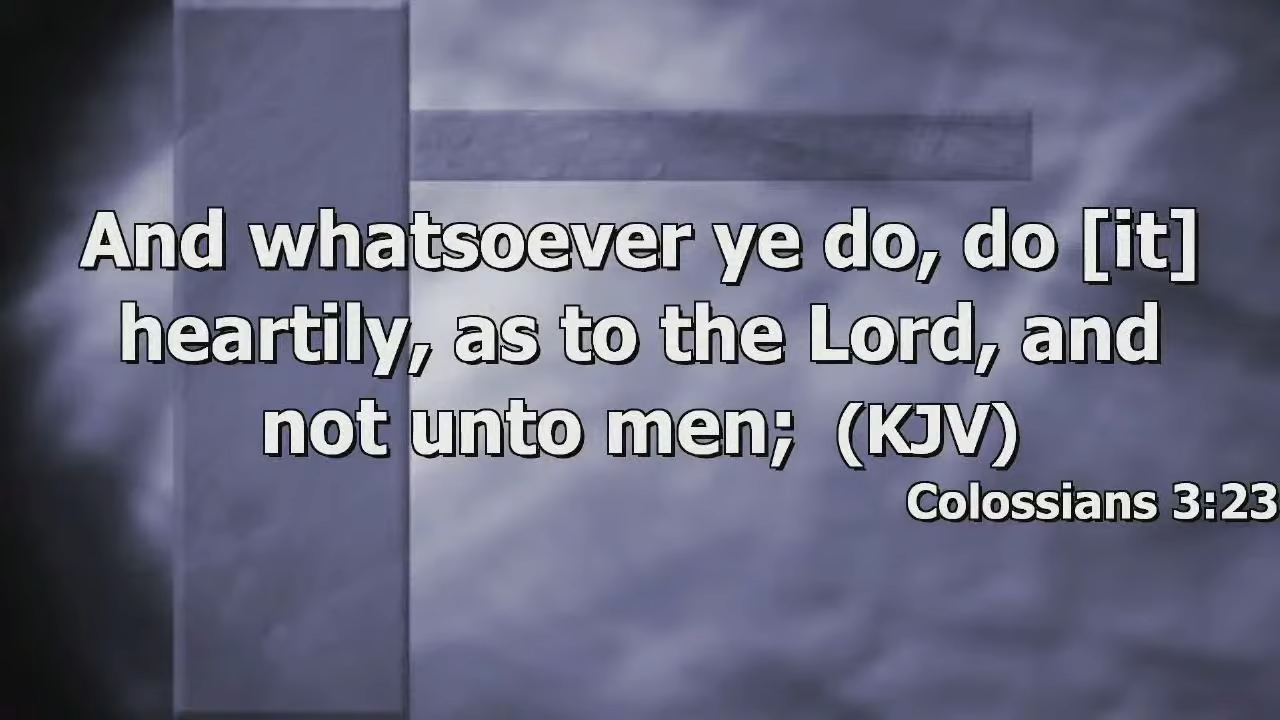 And whatsoever ye do, do [it]
heartily, as to the Lord, and
not unto men; (KJV)
Colossians 3:23